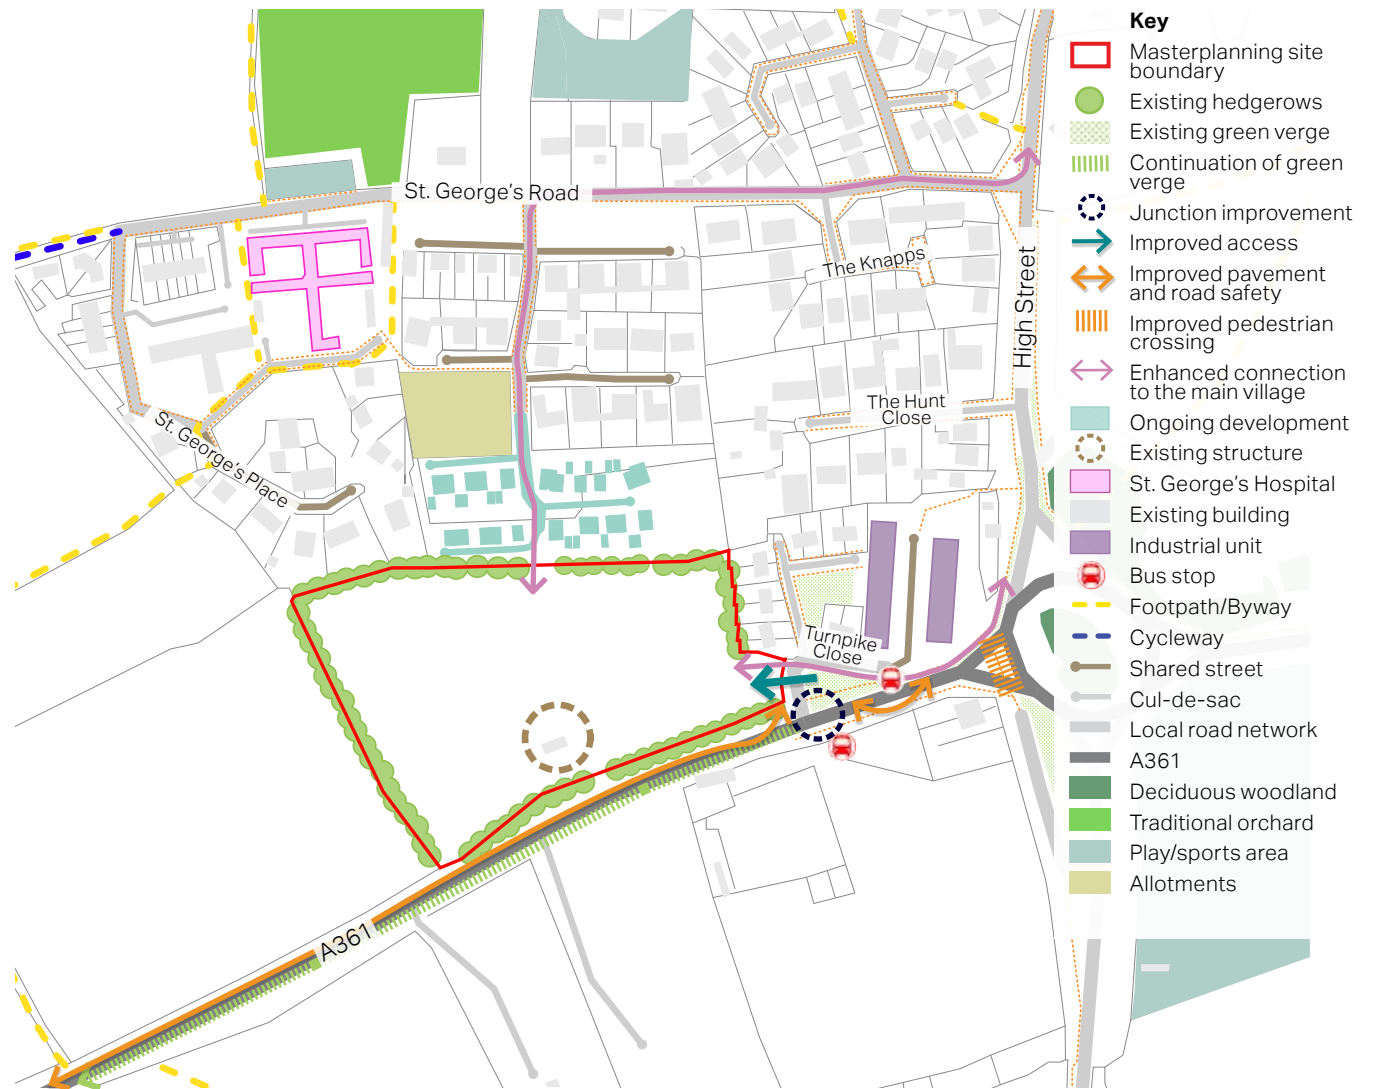 St. George's Road
The Knapps
High Street
The Hunt
Close
St. George's Place
Turnpike
Close
A361
Key
Masterplanning site
boundary
Existing hedgerows
Existing green verge
Continuation of green
verge
Junction improvement
Improved access
Improved pavement
and road safety
Improved pedestrian
crossing
Enhanced connection
to the main village
Ongoing development
Existing structure
St. George's Hospital
Existing building
Industrial unit
Bus stop
Footpath/Byway
Cycleway
Shared street
Cul-de-sac
Local road network
A361
Deciduous woodland
Traditional orchard
Play/sports area
Allotments